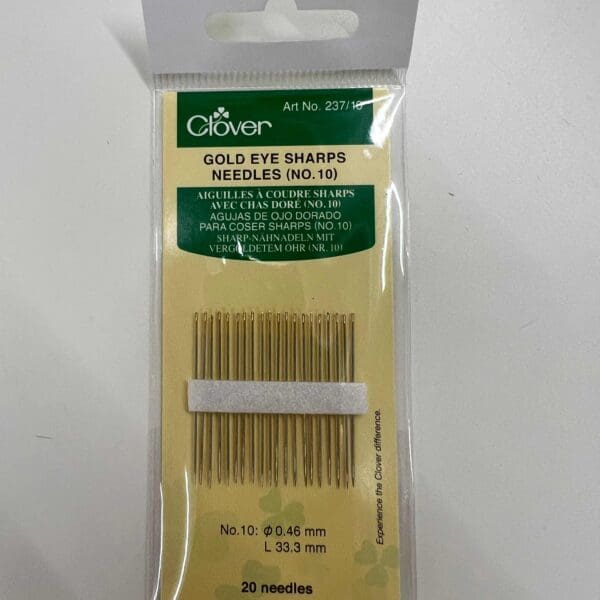 Art No. 237/10
Clover
GOLD EYE SHARPS
NEEDLES (NO.10)
AIGUILLES À COUDRE SHARPS
AVEC CHAS DORÉ (NO.10)
AGUJAS DE OJO DORADO
PARA COSER SHARPS (NO.10)
SHARP-NÄHNADELN MIT
VERGOLDETEM ÖHR (NR.10)
Experience the Clover difference.
No.10: ϕ 0.46 mm
L 33.3 mm
20 needles